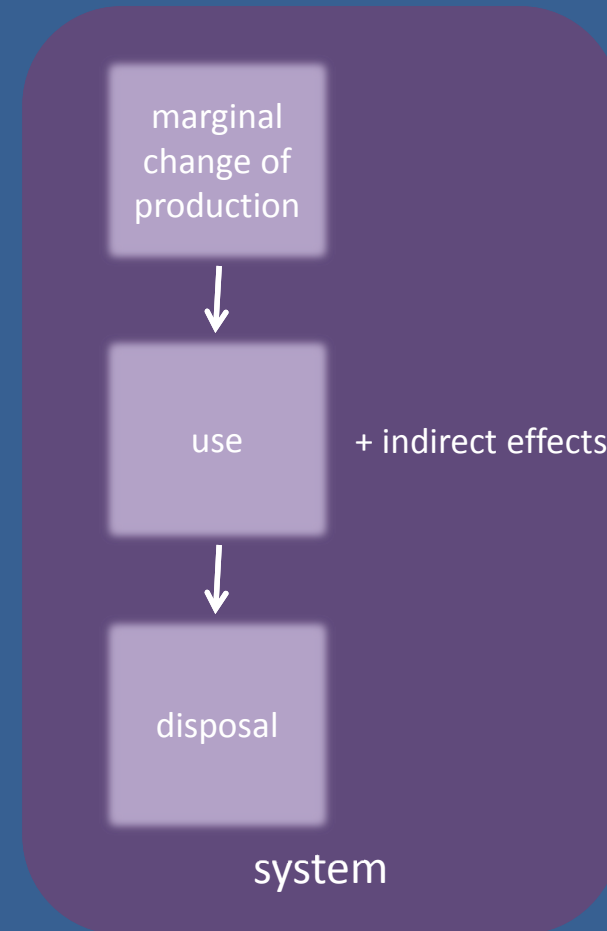 marginal
change of
production
use
+ indirect effects
disposal
system